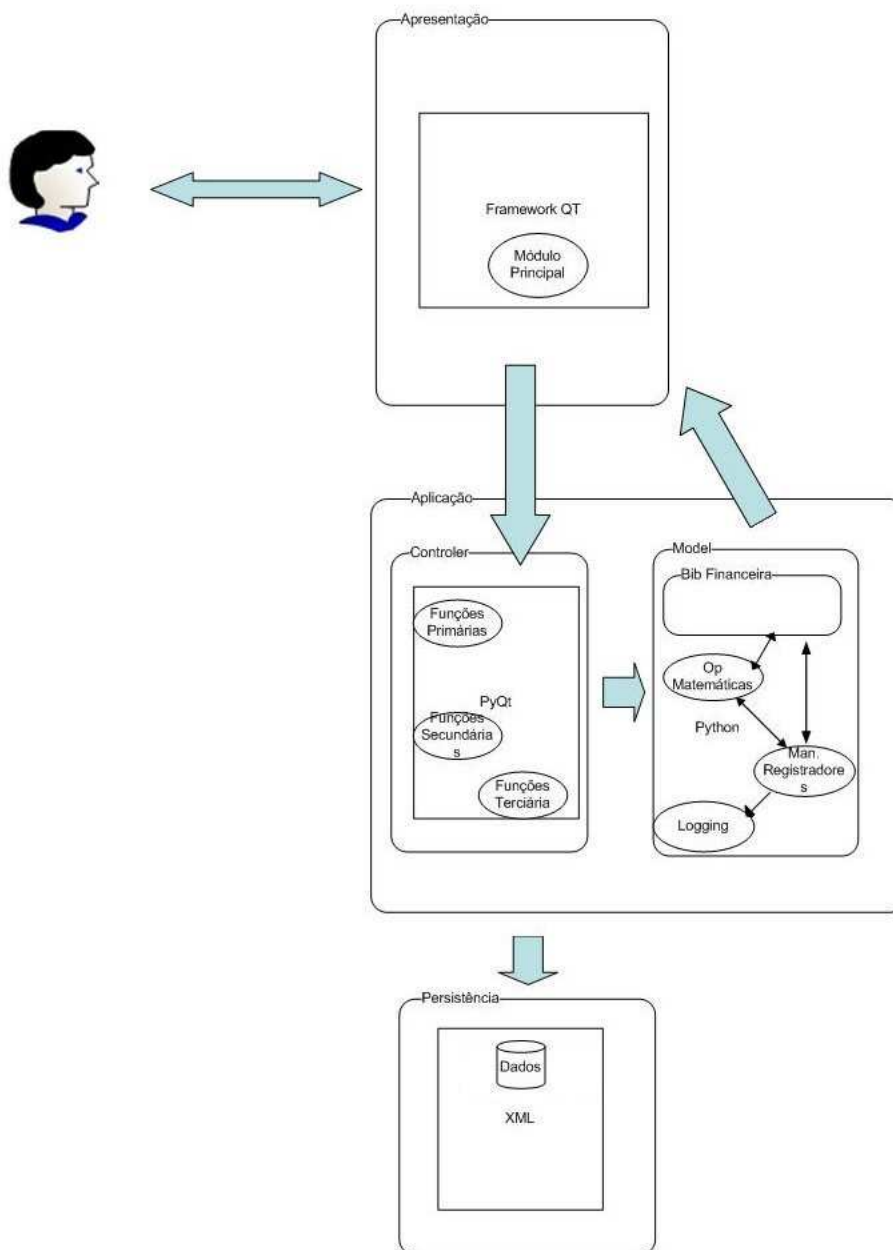 Apresentação
Framework QT
Módulo
Principal
Aplicação
Controler
Funções
Primárias
PyQt
Funções
Secundária
s
Funções
Terciária
Model
Bib Financeira
Op
Matemáticas
Python
Man.
Registradore
s
Logging
Persistência
Dados
XML